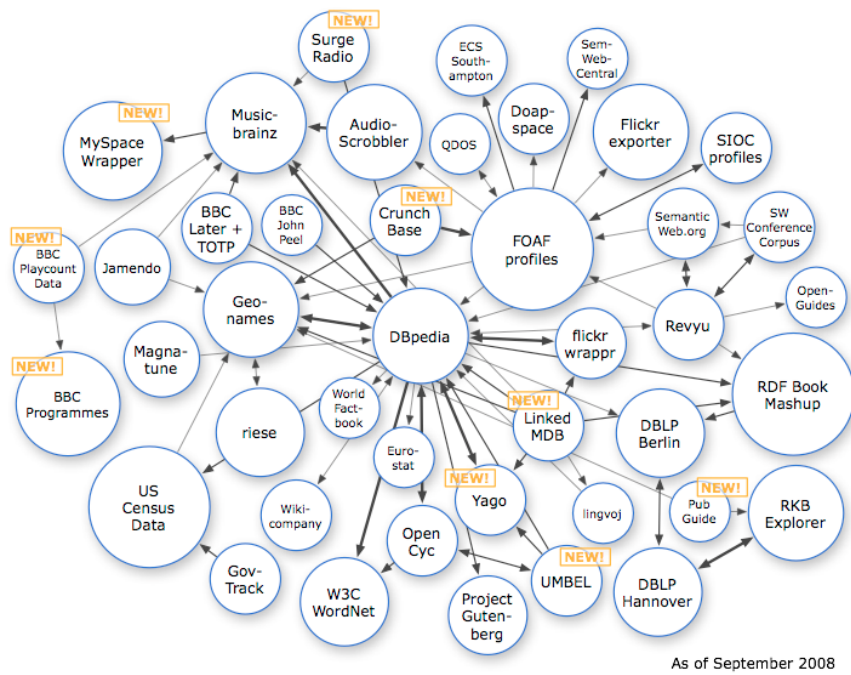 NEW!
Surge
Radio
ECS
South-
ampton
Sem-
Web-
Central
NEW!
MySpace
Wrapper
Music-
brainz
Audio-
Scrobbler
QDOS
Doap-
space
Flickr
exporter
SIOC
profiles
NEW!
BBC
Playcount
Data
Jamendo
BBC
Later +
TOTP
BBC
John
Peel
NEW!
Crunch
Base
FOAF
profiles
Semantic
Web.org
SW
Conference
Corpus
Open-
Guides
Geo-
names
DBpedia
flickr
wrappr
Revyu
Magna-
tune
NEW!
BBC
Programmes
RDF Book
Mashup
riese
World
Fact-
book
NEW!
Linked
MDB
DBLP
Berlin
Euro-
stat
US
Census
Data
Wiki-
company
NEW!
Yago
lingvoj
NEW!
Pub
Guide
RKB
Explorer
Open
Cyc
Gov-
Track
W3C
WordNet
Project
Guten-
berg
NEW!
UMBEL
DBLP
Hannover
As of September 2008